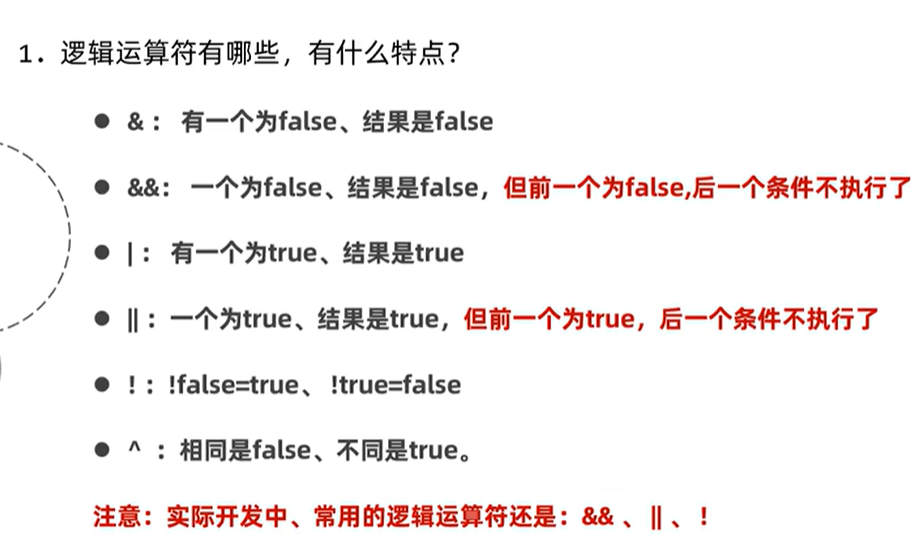 1. 逻辑运算符有哪些，有什么特点？
● &： 有一个为false、结果是false
● &&： 一个为false、结果是false，但前一个为false,后一个条件不执行了
● |： 有一个为true、结果是true
● ||：一个为true、结果是true，但前一个为true，后一个条件不执行了
● !：!false=true、 !true=false
● ^ ：相同是false、不同是true。
注意：实际开发中、常用的逻辑运算符还是：&& 、|| 、 !